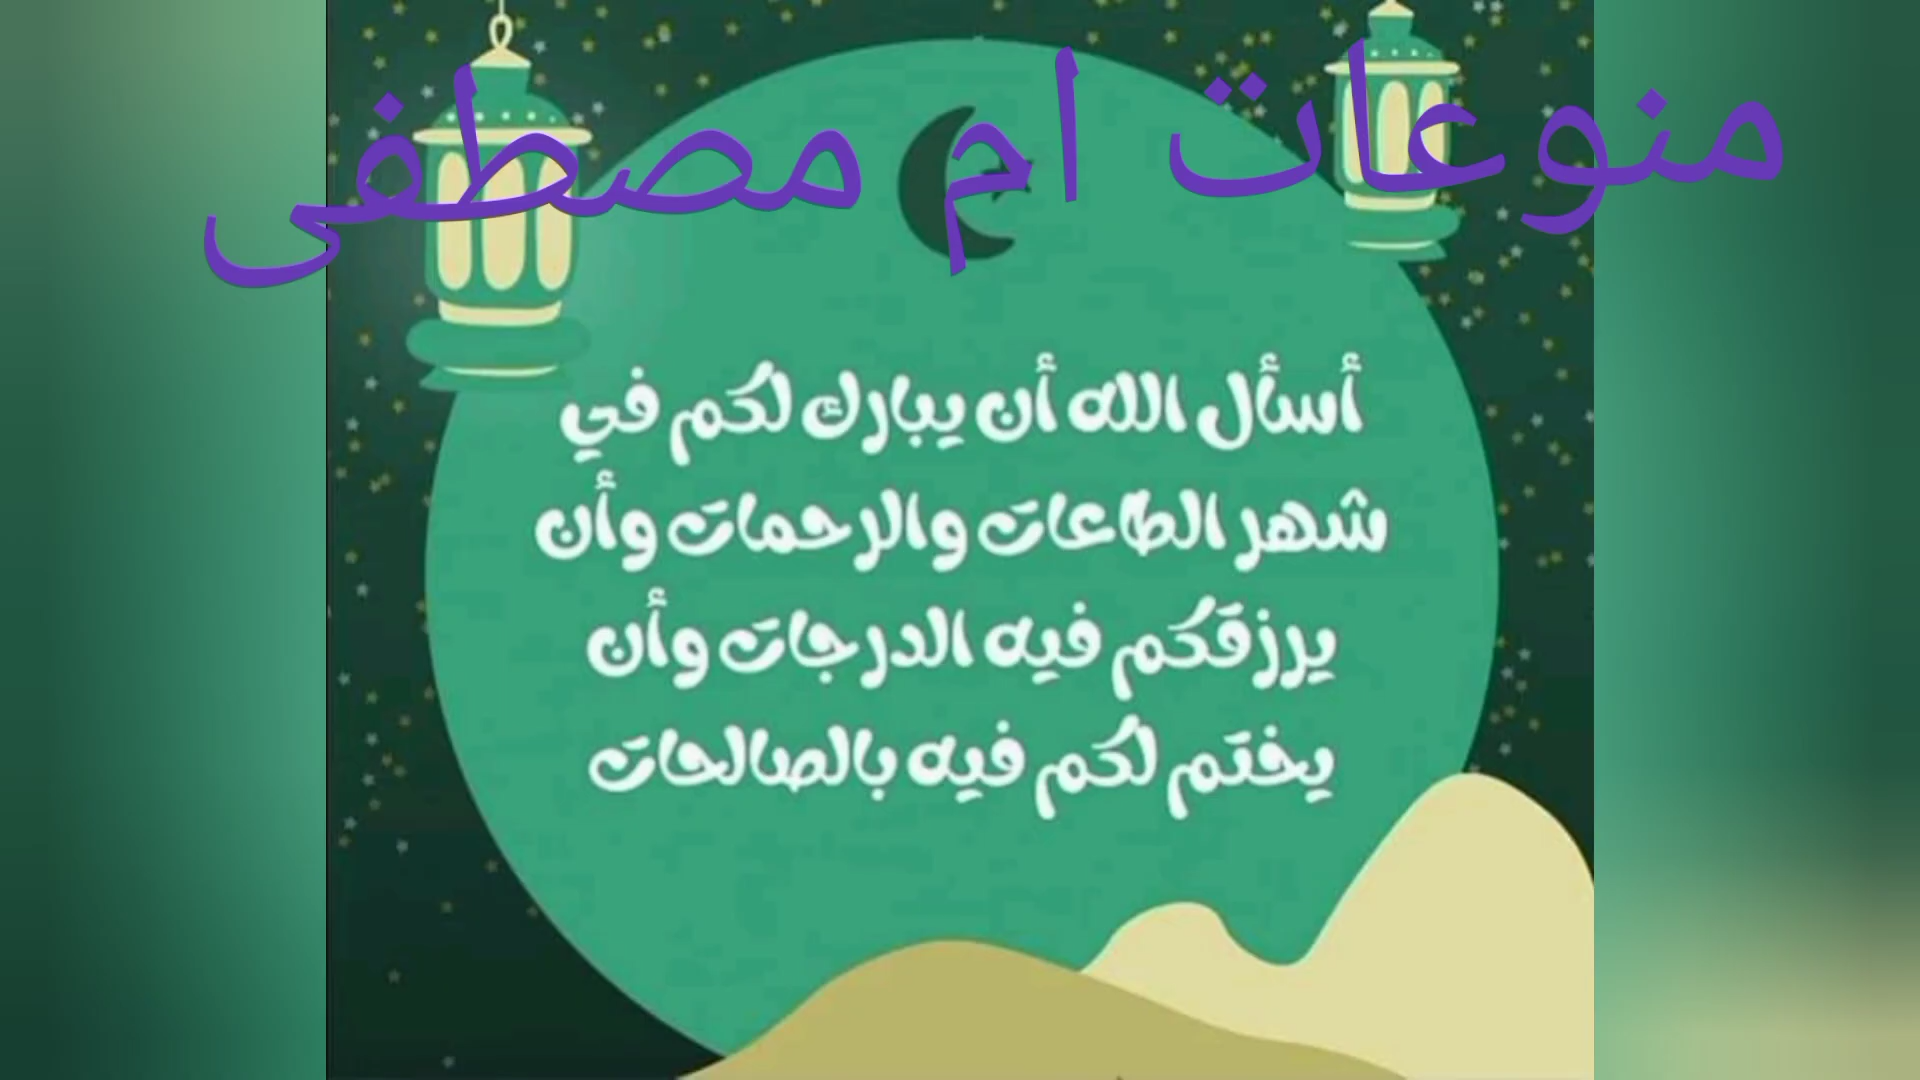 منوعات ام مصطفى
أسأل الله أن يبارك لكم في
شهر الطاعات والرحمات وأن
يرزقكم فيه الدرجات وأن
يختم لكم فيه بالصالحات